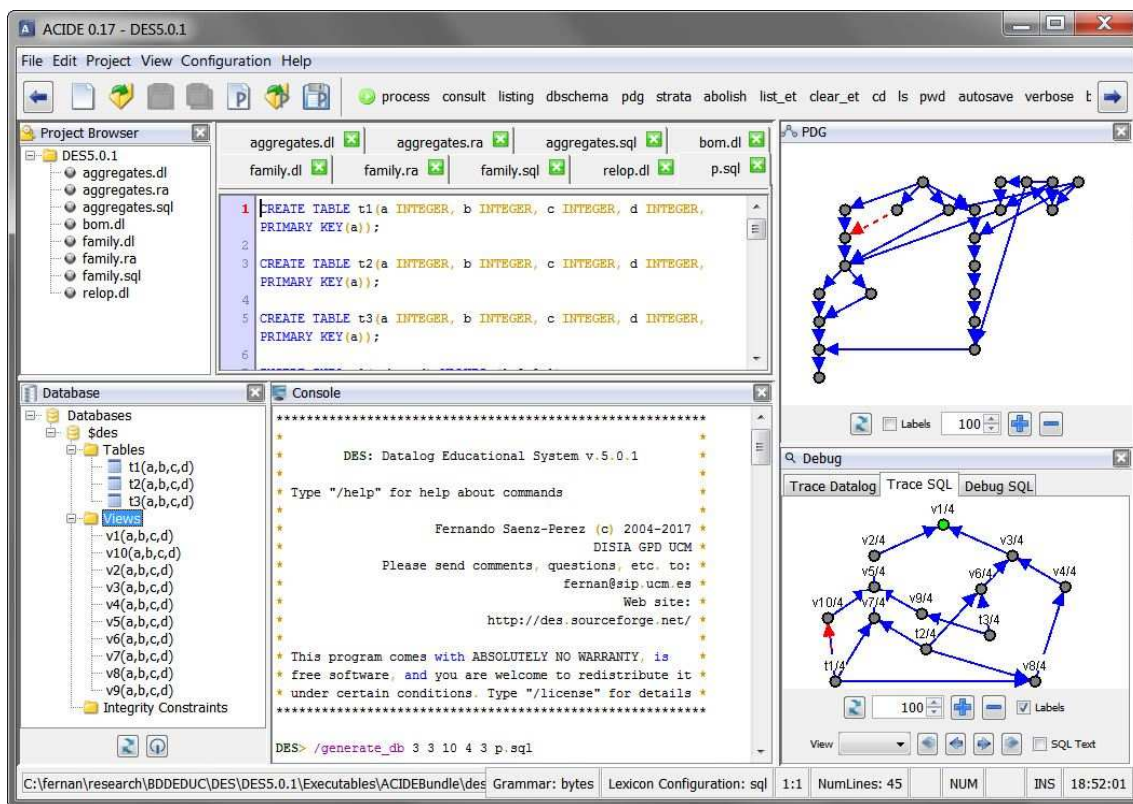 ACIDE 0.17 - DES5.0.1
File Edit Project View Configuration Help
process consult listing dbschema pdg strata abolish list_et clear_et cd ls pwd autosave verbose
Project Browser
DES5.0.1
aggregates.dl
aggregates.ra
aggregates.sql
bom.dl
family.dl
family.ra
family.sql
relop.dl
aggregates.dl aggregates.ra aggregates.sql bom.dl
family.dl family.ra family.sql relop.dl p.sql
1 CREATE TABLE t1(a INTEGER, b INTEGER, c INTEGER, d INTEGER,
PRIMARY KEY(a));
2
3 CREATE TABLE t2(a INTEGER, b INTEGER, c INTEGER, d INTEGER,
PRIMARY KEY(a));
4
5 CREATE TABLE t3(a INTEGER, b INTEGER, c INTEGER, d INTEGER,
PRIMARY KEY(a));
6
PDG
Labels 100
Database
Databases
$des
Tables
t1(a,b,c,d)
t2(a,b,c,d)
t3(a,b,c,d)
Views
v1(a,b,c,d)
v10(a,b,c,d)
v2(a,b,c,d)
v3(a,b,c,d)
v4(a,b,c,d)
v5(a,b,c,d)
v6(a,b,c,d)
v7(a,b,c,d)
v8(a,b,c,d)
v9(a,b,c,d)
Integrity Constraints
Console
*********************************************************
* *
* DES: Datalog Educational System v.5.0.1 *
* *
* Type "/help" for help about commands *
* *
* Fernando Saenz-Perez (c) 2004-2017 *
* DISIA GPD UCM *
* Please send comments, questions, etc. to: *
* fernan@sip.ucm.es *
* Web site: *
* http://des.sourceforge.net/ *
* *
* This program comes with ABSOLUTELY NO WARRANTY, is *
* free software, and you are welcome to redistribute it *
* under certain conditions. Type "/license" for details *
*********************************************************
DES> /generate_db 3 3 10 4 3 p.sql
Debug
Trace Datalog Trace SQL Debug SQL
v1/4
v2/4 v3/4
v5/4 v6/4 v4/4
v10/4 v7/4 v9/4
t2/4 t3/4
t1/4 v8/4
100 Labels
View SQL Text
C:\fernan\research\BDDEDUC\DES\DES5.0.1\Executables\ACIDEBundle\des Grammar: bytes Lexicon Configuration: sql 1:1 NumLines: 45 NUM INS 18:52:01